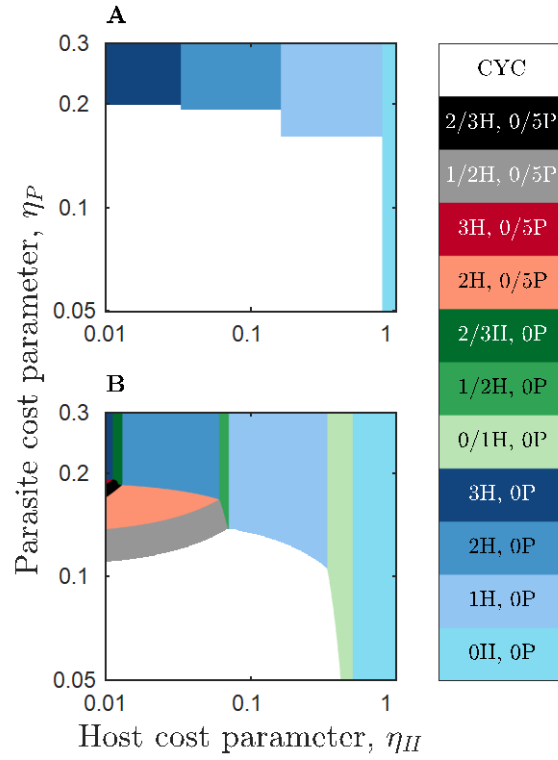 A
0.3
0.2
0.1
0.05
0.01
0.1
1
B
0.3
0.2
0.1
0.05
0.01
0.1
1
Parasite cost parameter, ηP
Host cost parameter, ηH
CYC
2/3H, 0/5P
1/2H, 0/5P
3H, 0/5P
2H, 0/5P
2/3H, 0P
1/2H, 0P
0/1H, 0P
3H, 0P
2H, 0P
1H, 0P
0H, 0P